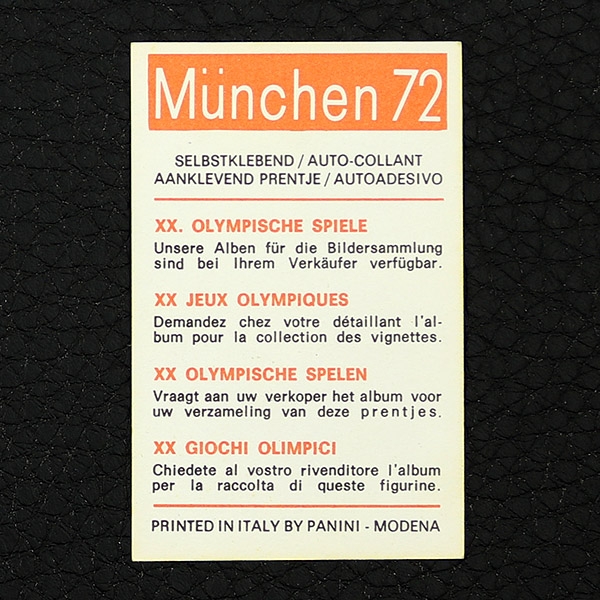 München 72
SELBSTKLEBEND / AUTO-COLLANT
AANKLEVEND PRENTJE / AUTOADESIVO
XX. OLYMPISCHE SPIELE
Unsere Alben für die Bildersammlung
sind bei Ihrem Verkäufer verfügbar.
XX JEUX OLYMPIQUES
Demandez chez votre détaillant l'al-
bum pour la collection des vignettes.
XX OLYMPISCHE SPELEN
Vraagt aan uw verkoper het album voor
uw verzameling van deze prentjes.
XX GIOCHI OLIMPICI
Chiedete al vostro rivenditore l'album
per la raccolta di queste figurine.
PRINTED IN ITALY BY PANINI - MODENA